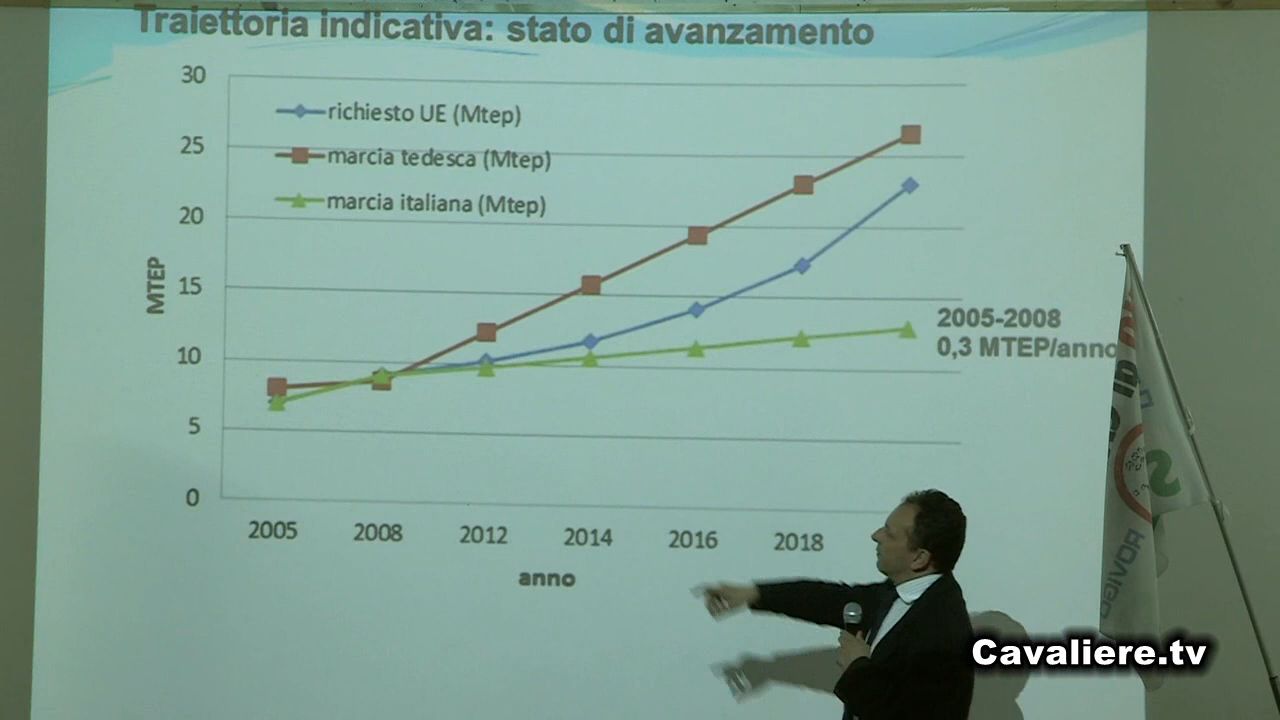 Traiettoria indicativa: stato di avanzamento
30
25
20
15
10
5
0
MTEP
richiesto UE (Mtep)
marcia tedesca (Mtep)
marcia italiana (Mtep)
2005-2008
0,3 MTEP/anno
2005
2008
2012
2014
2016
2018
anno
ROVIGO
Cavaliere.tv